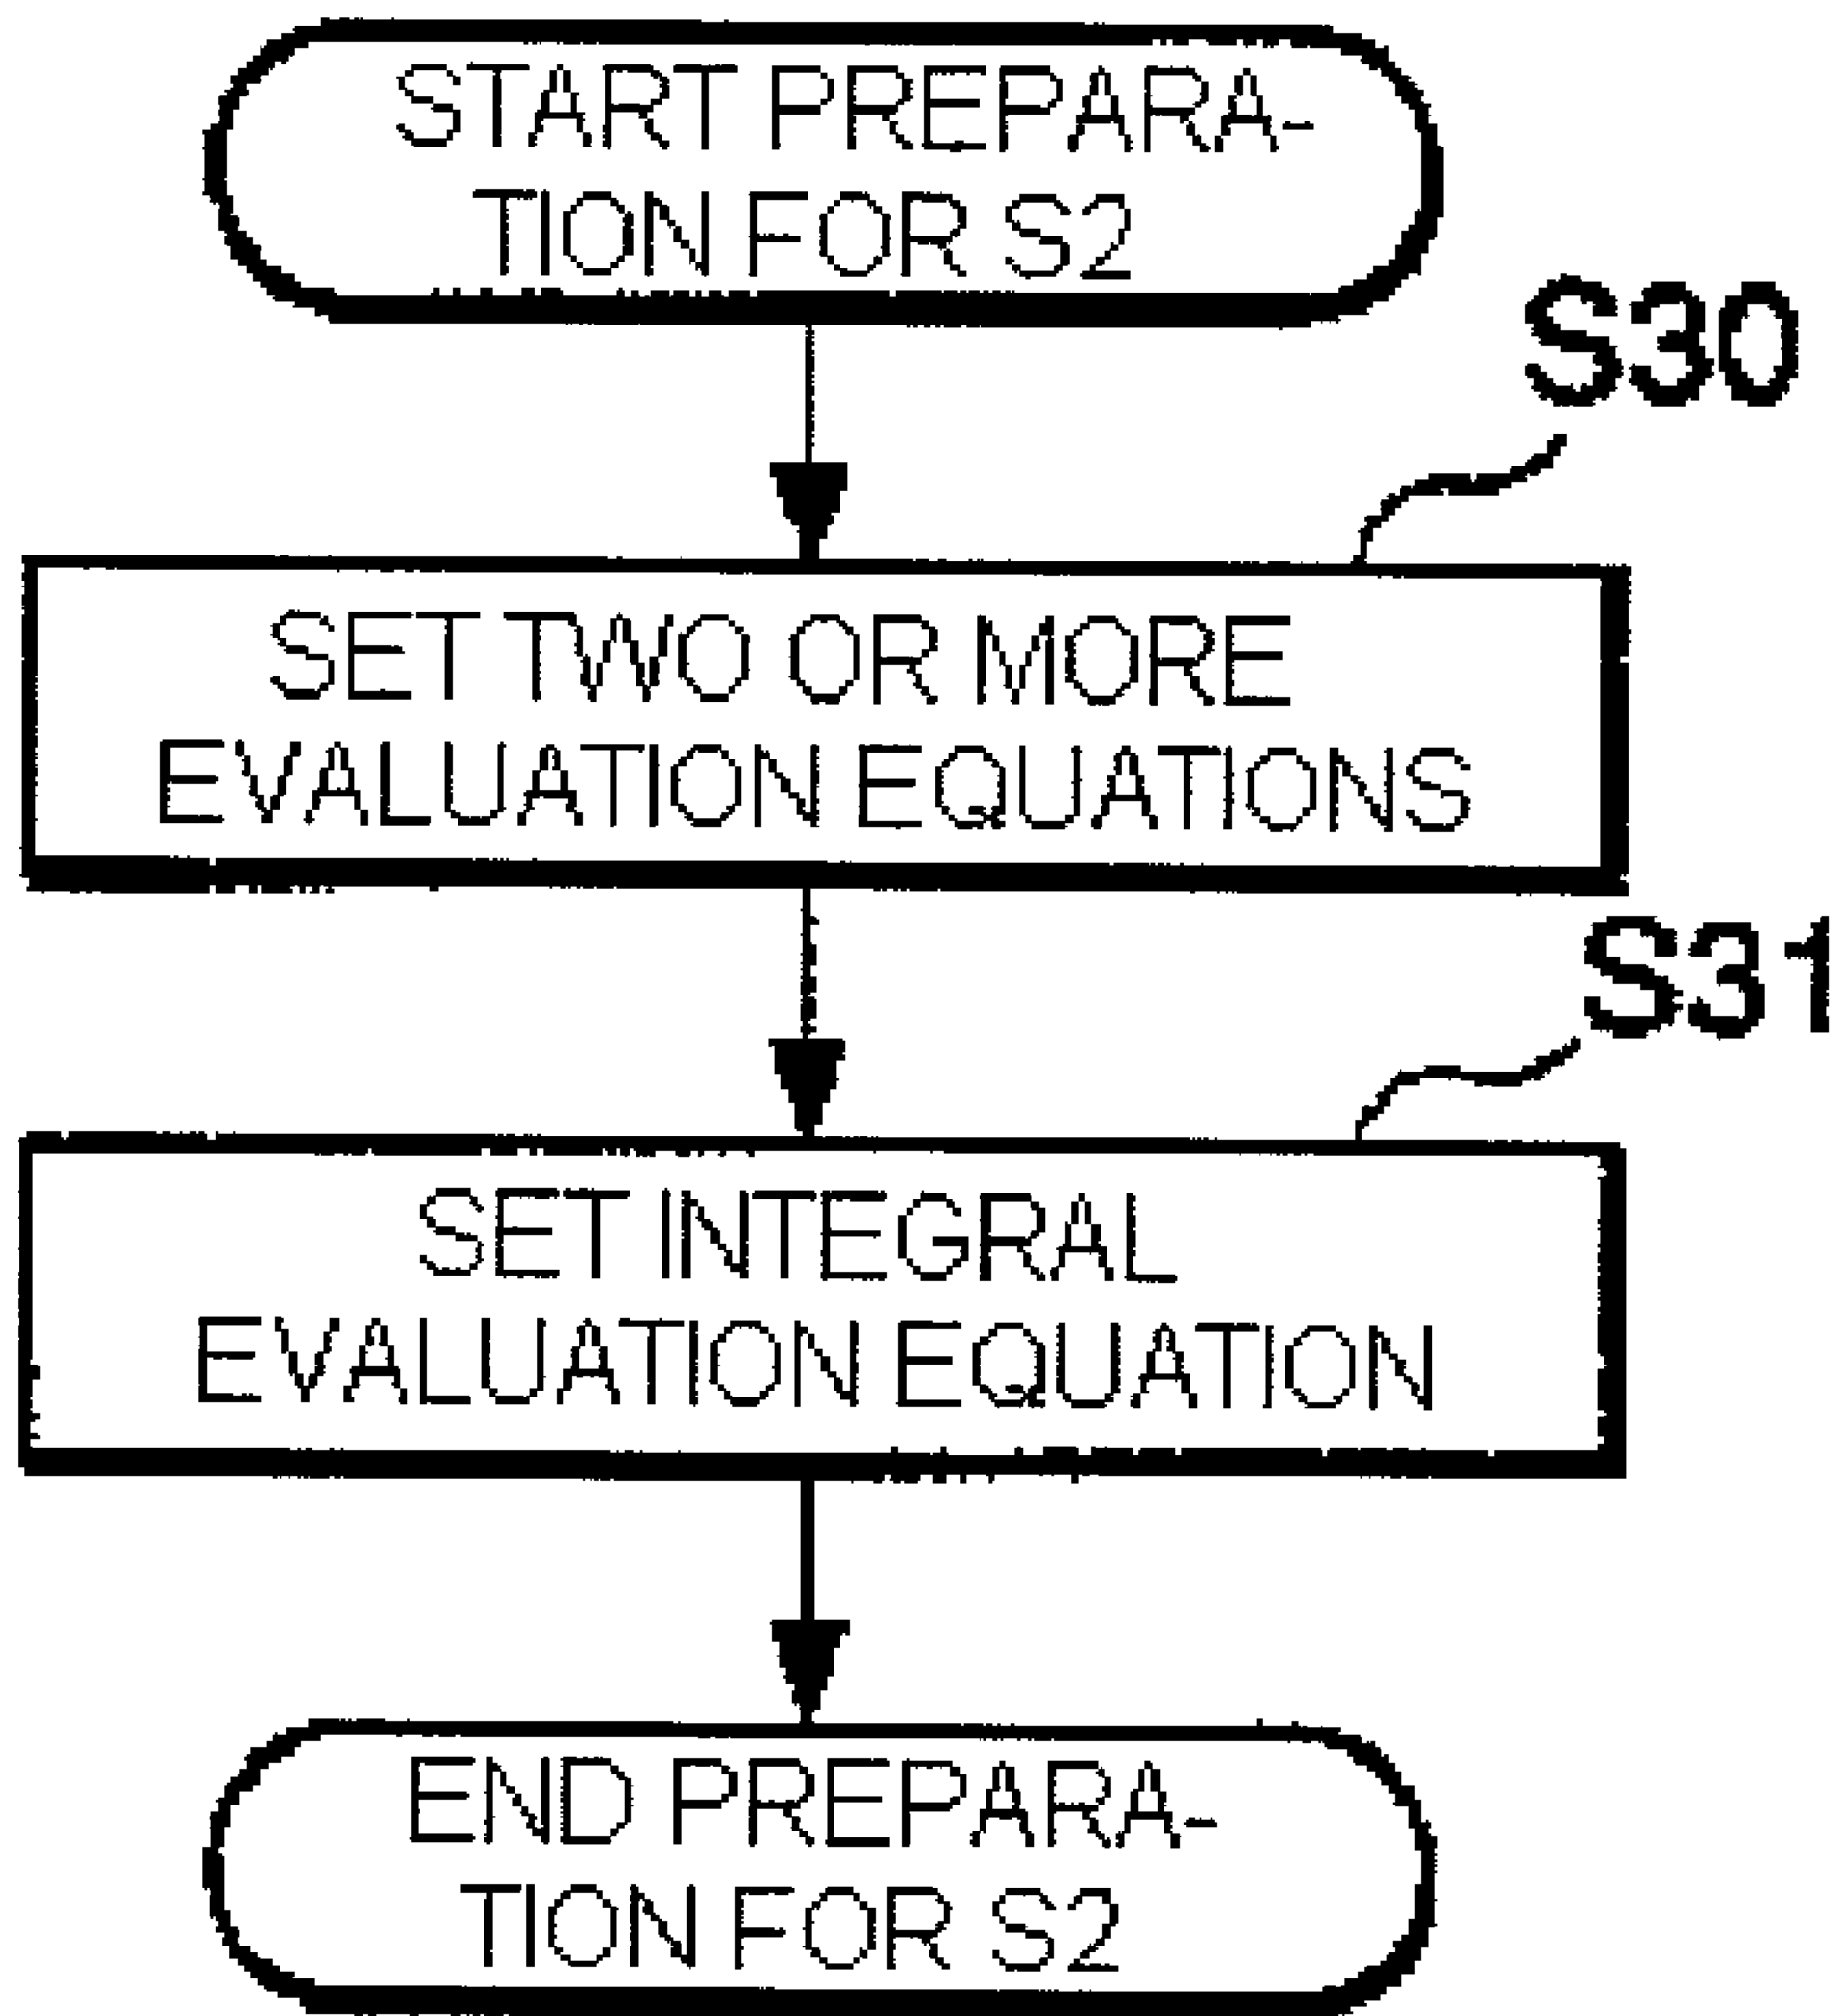 START PREPARA-
TION FOR S2
S30
SET TWO OR MORE
EVALUATION EQUATIONS
S31
SET INTEGRAL
EVALUATION EQUATION
END PREPARA-
TION FOR S2